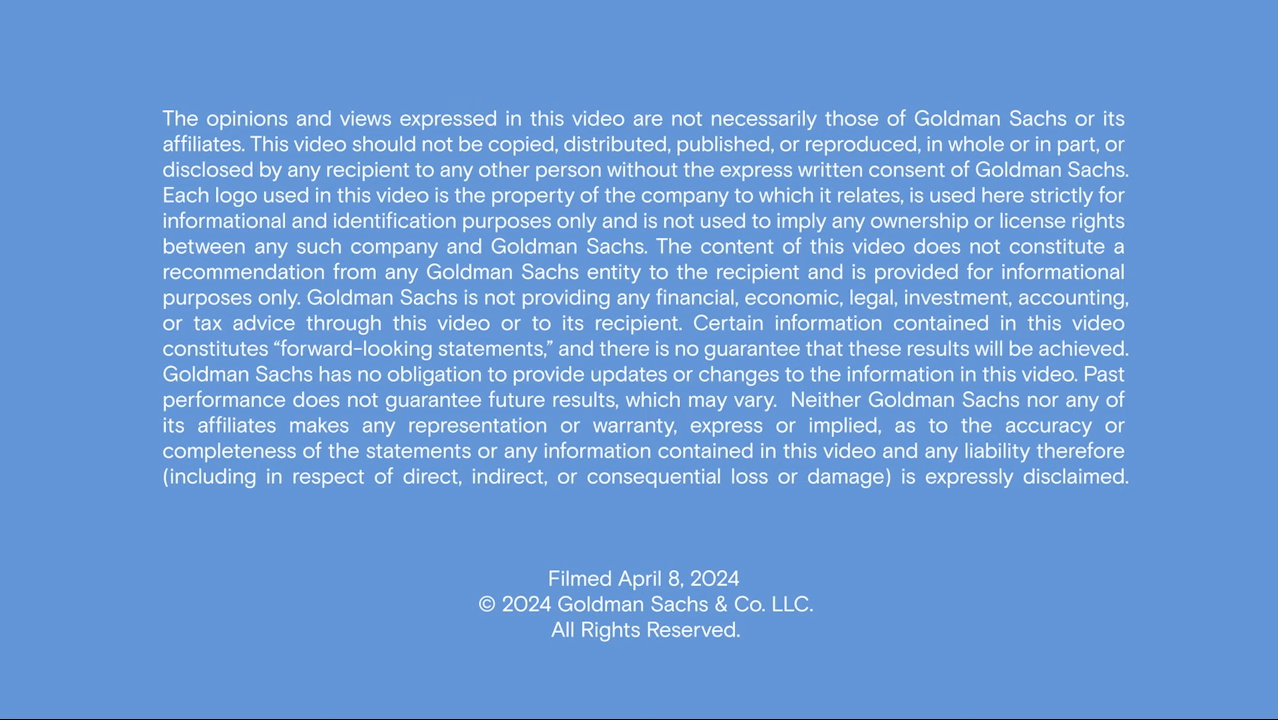 The opinions and views expressed in this video are not necessarily those of Goldman Sachs or its
affiliates. This video should not be copied, distributed, published, or reproduced, in whole or in part, or
disclosed by any recipient to any other person without the express written consent of Goldman Sachs.
Each logo used in this video is the property of the company to which it relates, is used here strictly for
informational and identification purposes only and is not used to imply any ownership or license rights
between any such company and Goldman Sachs. The content of this video does not constitute a
recommendation from any Goldman Sachs entity to the recipient and is provided for informational
purposes only. Goldman Sachs is not providing any financial, economic, legal, investment, accounting,
or tax advice through this video or to its recipient. Certain information contained in this video
constitutes “forward-looking statements,” and there is no guarantee that these results will be achieved.
Goldman Sachs has no obligation to provide updates or changes to the information in this video. Past
performance does not guarantee future results, which may vary.  Neither Goldman Sachs nor any of
its affiliates makes any representation or warranty, express or implied, as to the accuracy or
completeness of the statements or any information contained in this video and any liability therefore
(including in respect of direct, indirect, or consequential loss or damage) is expressly disclaimed.
Filmed April 8, 2024
© 2024 Goldman Sachs & Co. LLC.
All Rights Reserved.